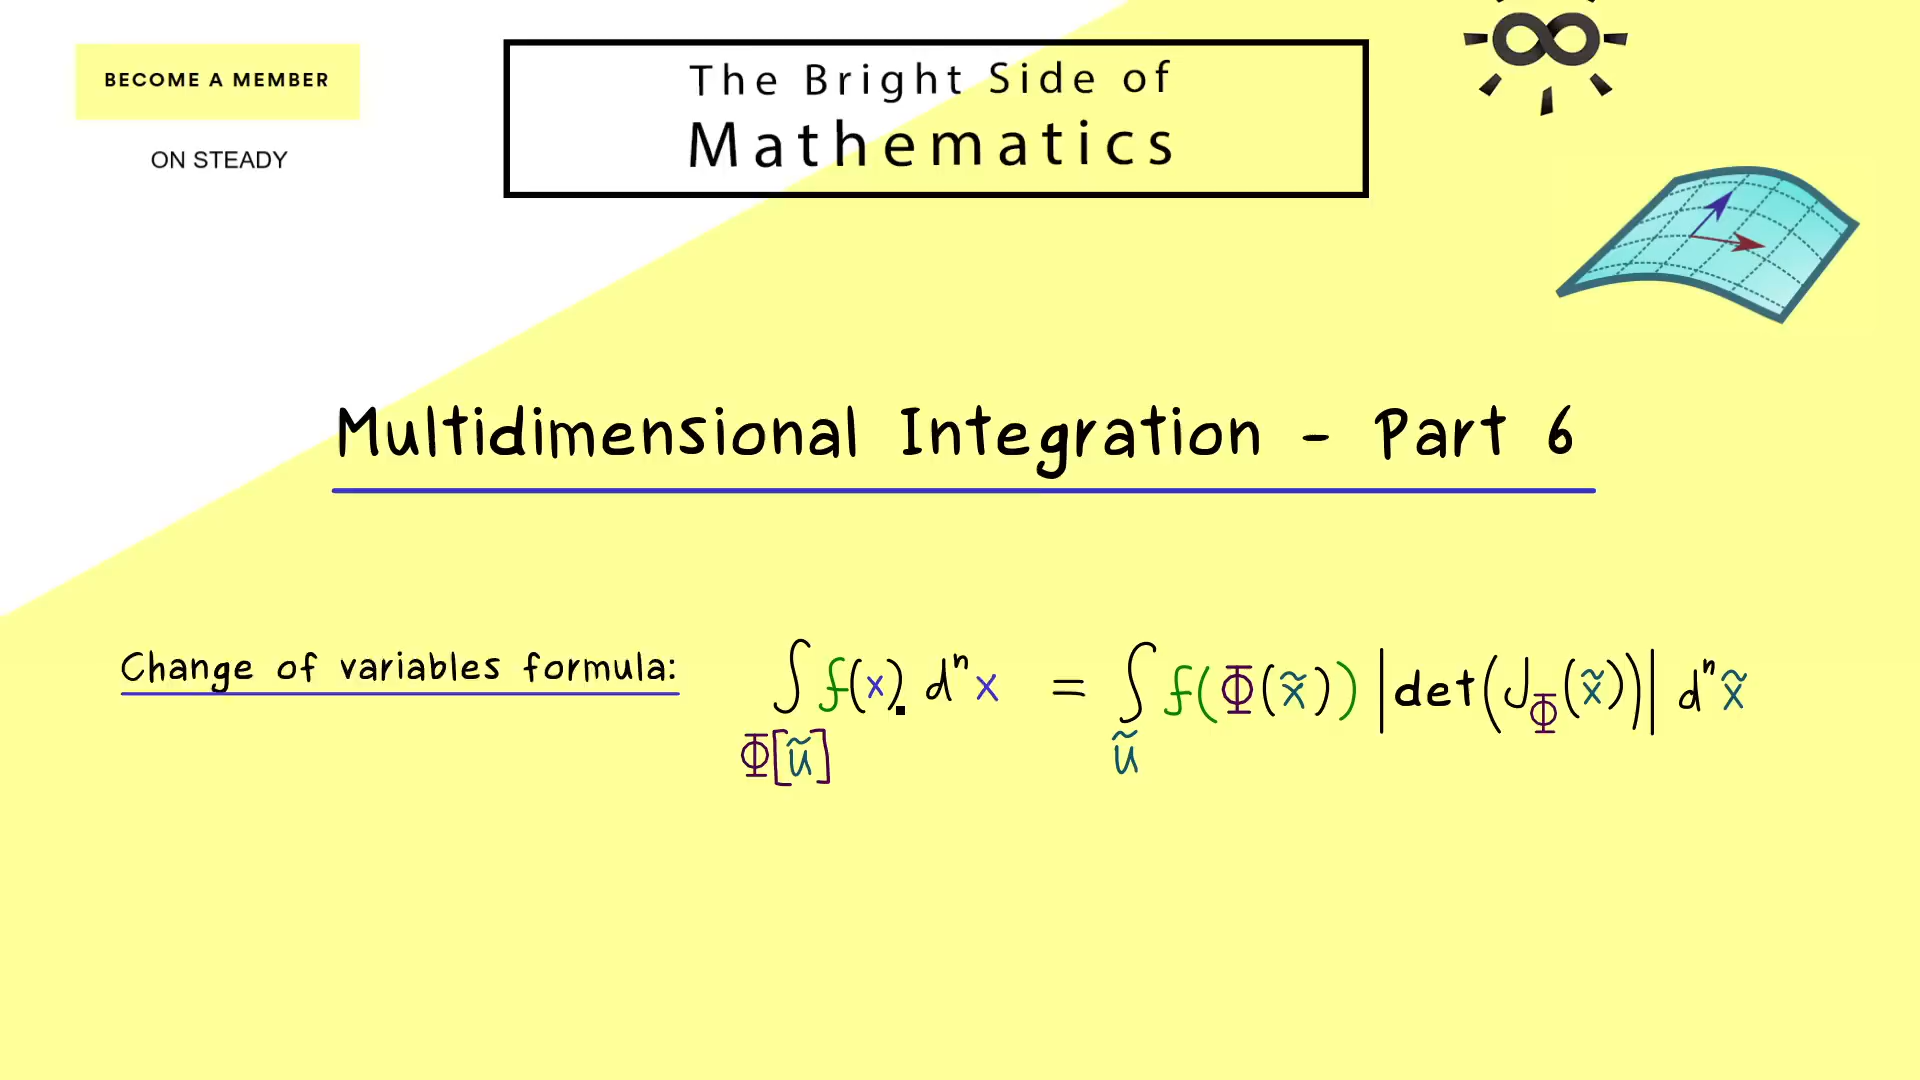 BECOME A MEMBER
ON STEADY
The Bright Side of
Mathematics
Multidimensional Integration - Part 6
Change of variables formula: ∫ f(x) dⁿx = ∫ f(Φ(x̃)) |det(J_Φ(x̃))| dⁿx̃
Φ[ũ] ũ